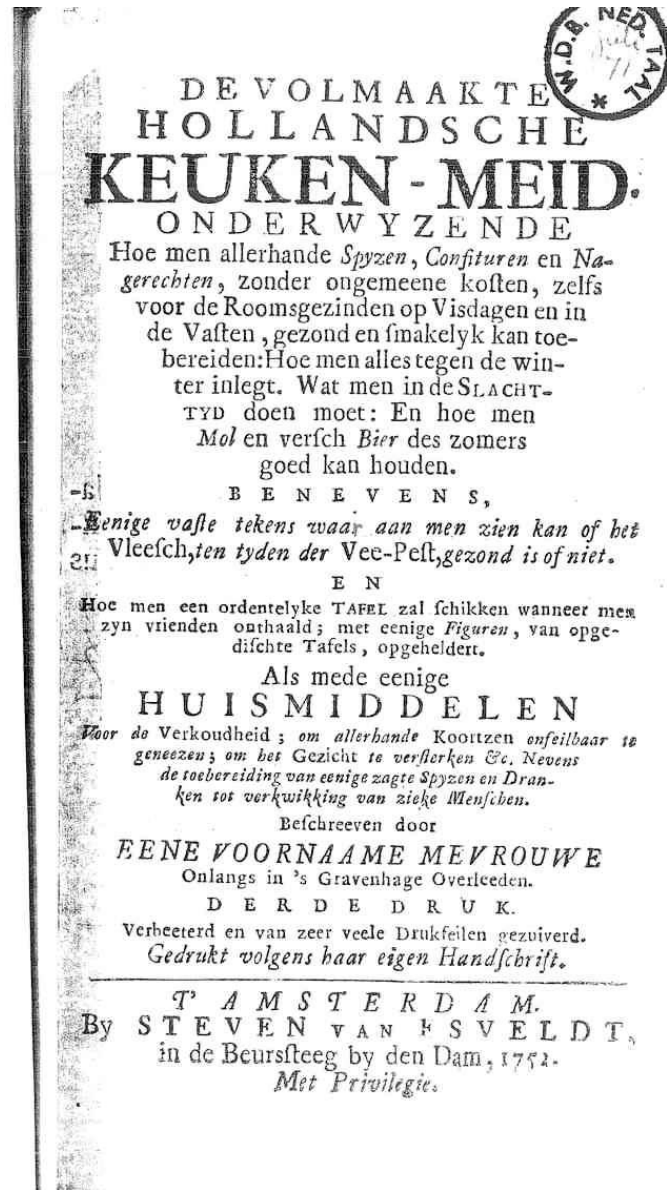 W.D.B. NED. TAAL *
DE VOLMAAKTE
HOLLANDSCHE
KEUKEN-MEID.
ONDERWYZENDE
Hoe men allerhande Spyzen, Confituren en Na-
gerechten, zonder ongemeene koſten, zelfs
voor de Roomsgezinden op Visdagen en in
de Vaſten, gezond en ſmakelyk kan toe-
bereiden: Hoe men alles tegen de win-
ter inlegt. Wat men in de SLACHT-
TYD doen moet: En hoe men
Mol en verſch Bier des zomers
goed kan houden.
BENEVENS,
Eenige vaſte tekens waar aan men zien kan of het
Vleeſch, ten tyden der Vee-Peſt, gezond is of niet.
EN
Hoe men een ordentelyke TAFEL zal ſchikken wanneer men
zyn vrienden onthaald; met eenige Figuren, van opge-
diſchte Tafels, opgeheldert.
Als mede eenige
HUISMIDDELEN
Voor de Verkoudheid; om allerhande Koortzen onfeilbaar te
geneezen; om het Gezicht te verſterken &c. Nevens
de toebereiding van eenige zagte Spyzen en Dran-
ken tot verkwikking van zieke Menſchen.
Beſchreeven door
EENE VOORNAAME MEVROUWE
Onlangs in 's Gravenhage Overleeden.
DERDE DRUK.
Verbeeterd en van zeer veele Drukfeilen gezuiverd.
Gedrukt volgens haar eigen Handſchrift.
T' AMSTERDAM.
By STEVEN VAN ESVELDT,
in de Beursſteeg by den Dam, 1752.
Met Privilegie.